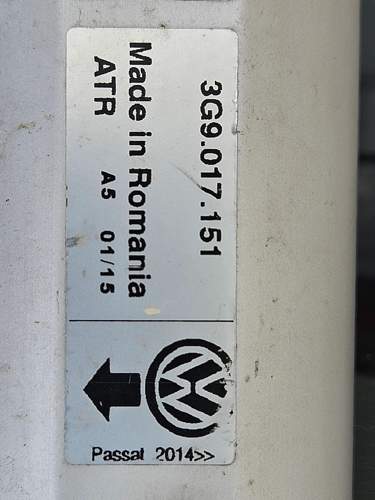 3G9.017.151
Made in Romania
ATR A5 01/15
Passat 2014>>